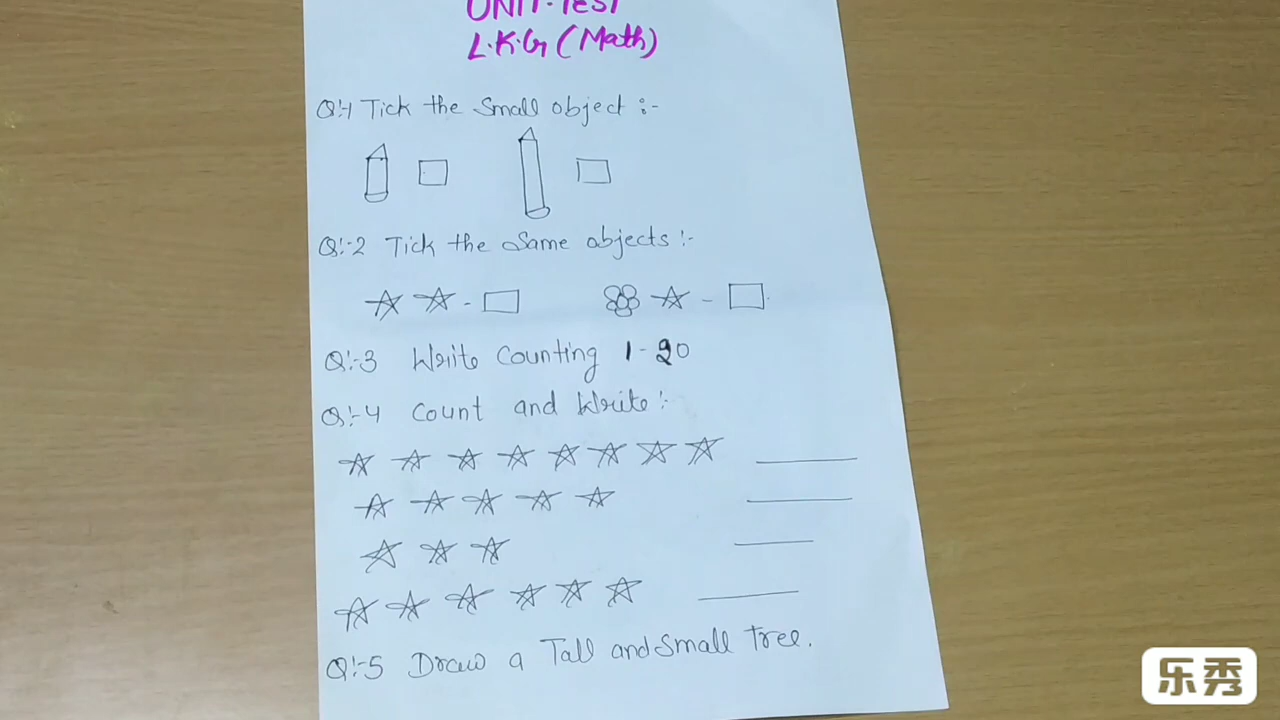 UNIT-TEST
L.K.G (Math)
Q:-1 Tick the Small object :-
Q:-2 Tick the Same objects :-
Q:-3 Write Counting 1-20
Q:-4 Count and Write :-
Q:-5 Draw a Tall and Small Tree.
乐秀